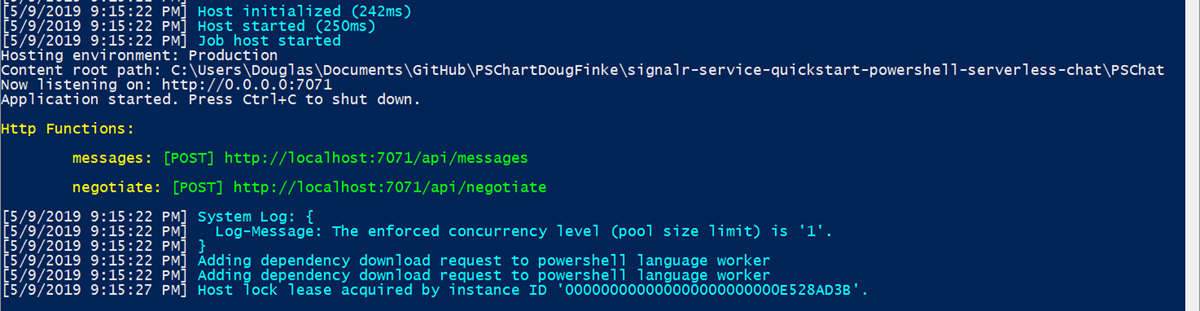 [5/9/2019 9:15:22 PM] Host initialized (242ms)
[5/9/2019 9:15:22 PM] Host started (250ms)
[5/9/2019 9:15:22 PM] Job host started
Hosting environment: Production
Content root path: C:\Users\Douglas\Documents\GitHub\PSChartDougFinke\signalr-service-quickstart-powershell-serverless-chat\PSChat
Now listening on: http://0.0.0.0:7071
Application started. Press Ctrl+C to shut down.
Http Functions:
messages: [POST] http://localhost:7071/api/messages
negotiate: [POST] http://localhost:7071/api/negotiate
[5/9/2019 9:15:22 PM] System Log: {
[5/9/2019 9:15:22 PM]   Log-Message: The enforced concurrency level (pool size limit) is '1'.
[5/9/2019 9:15:22 PM] }
[5/9/2019 9:15:22 PM] Adding dependency download request to powershell language worker
[5/9/2019 9:15:22 PM] Adding dependency download request to powershell language worker
[5/9/2019 9:15:27 PM] Host lock lease acquired by instance ID '000000000000000000000000E528AD3B'.